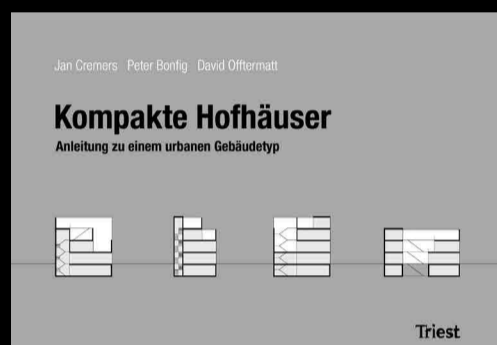 Jan Cremers Peter Bonfig David Offtermatt
Kompakte Hofhäuser
Anleitung zu einem urbanen Gebäudetyp
Triest